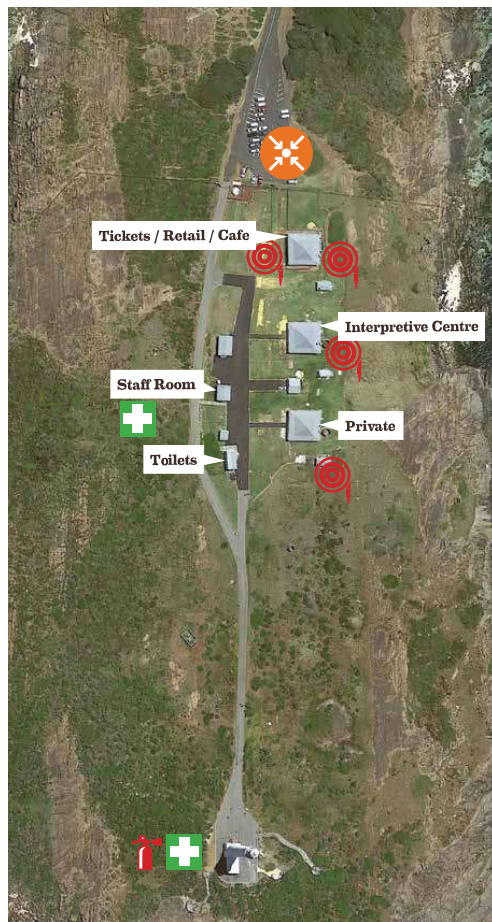 Tickets / Retail / Cafe
Interpretive Centre
Staff Room
Private
Toilets